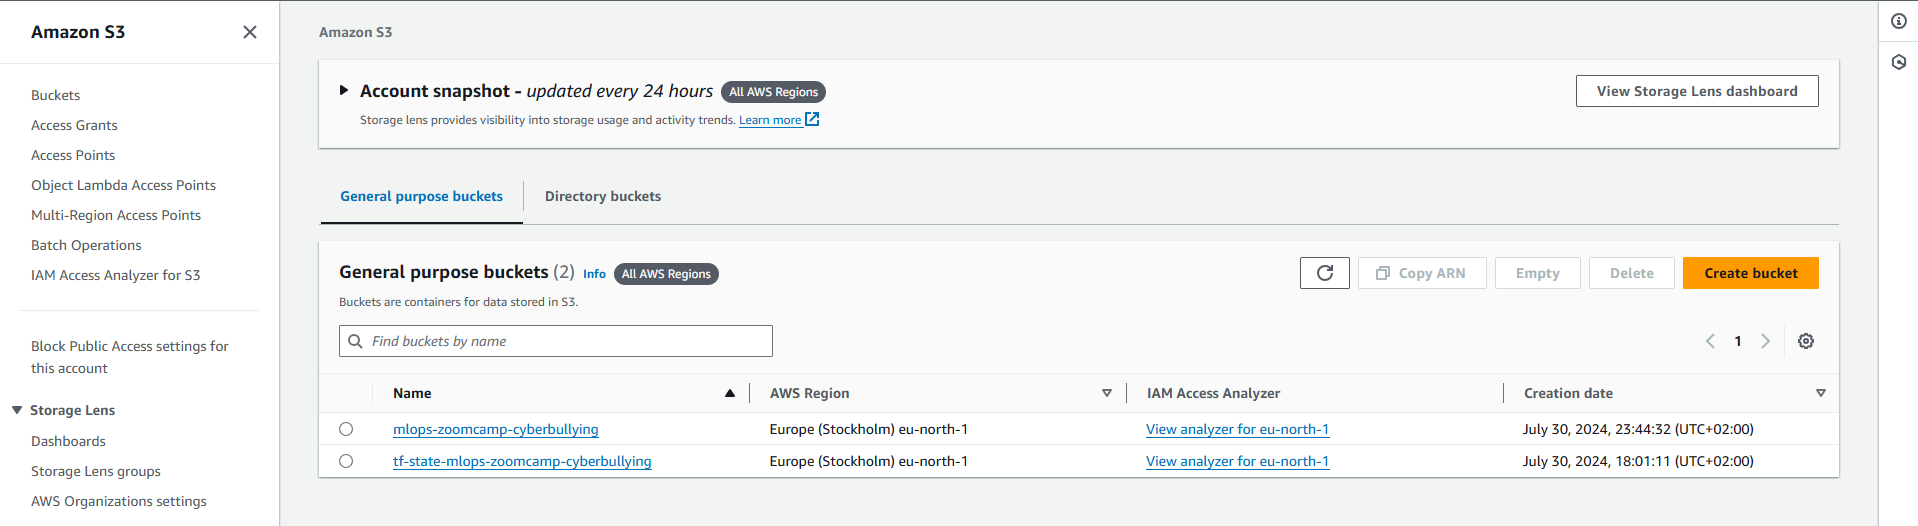 Amazon S3
Buckets
Access Grants
Access Points
Object Lambda Access Points
Multi-Region Access Points
Batch Operations
IAM Access Analyzer for S3
Block Public Access settings for
this account
Storage Lens
Dashboards
Storage Lens groups
AWS Organizations settings
Amazon S3
Account snapshot - updated every 24 hours All AWS Regions
View Storage Lens dashboard
Storage lens provides visibility into storage usage and activity trends. Learn more
General purpose buckets Directory buckets
General purpose buckets (2) Info All AWS Regions
Copy ARN Empty Delete Create bucket
Buckets are containers for data stored in S3.
Find buckets by name
1
Name AWS Region IAM Access Analyzer Creation date
mlops-zoomcamp-cyberbullying Europe (Stockholm) eu-north-1 View analyzer for eu-north-1 July 30, 2024, 23:44:32 (UTC+02:00)
tf-state-mlops-zoomcamp-cyberbullying Europe (Stockholm) eu-north-1 View analyzer for eu-north-1 July 30, 2024, 18:01:11 (UTC+02:00)